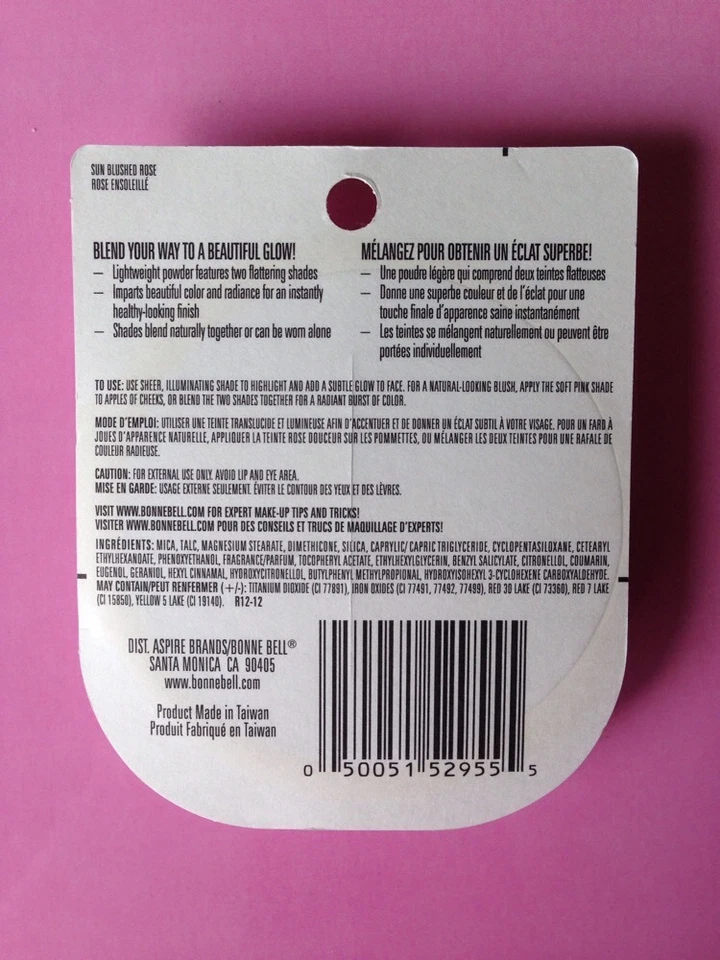 SUN BLUSHED ROSE
ROSE ENSOLEILLÉ
BLEND YOUR WAY TO A BEAUTIFUL GLOW!
— Lightweight powder features two flattering shades
— Imparts beautiful color and radiance for an instantly
healthy-looking finish
— Shades blend naturally together or can be worn alone
MÉLANGEZ POUR OBTENIR UN ÉCLAT SUPERBE!
— Une poudre légère qui comprend deux teintes flatteuses
— Donne une superbe couleur et de l'éclat pour une
touche finale d'apparence saine instantanément
— Les teintes se mélangent naturellement ou peuvent être
portées individuellement
TO USE: USE SHEER, ILLUMINATING SHADE TO HIGHLIGHT AND ADD A SUBTLE GLOW TO FACE. FOR A NATURAL-LOOKING BLUSH, APPLY THE SOFT PINK SHADE
TO APPLES OF CHEEKS, OR BLEND THE TWO SHADES TOGETHER FOR A RADIANT BURST OF COLOR.
MODE D'EMPLOI: UTILISER UNE TEINTE TRANSLUCIDE ET LUMINEUSE AFIN D'ACCENTUER ET DE DONNER UN ÉCLAT SUBTIL À VOTRE VISAGE. POUR UN FARD À
JOUES D'APPARENCE NATURELLE, APPLIQUER LA TEINTE ROSE DOUCEUR SUR LES POMMETTES, OU MÉLANGER LES DEUX TEINTES POUR UNE RAFALE DE
COULEUR RADIEUSE.
CAUTION: FOR EXTERNAL USE ONLY. AVOID LIP AND EYE AREA.
MISE EN GARDE: USAGE EXTERNE SEULEMENT. ÉVITER LE CONTOUR DES YEUX ET DES LÈVRES.
VISIT WWW.BONNEBELL.COM FOR EXPERT MAKE-UP TIPS AND TRICKS!
VISITER WWW.BONNEBELL.COM POUR DES CONSEILS ET TRUCS DE MAQUILLAGE D'EXPERTS!
INGRÉDIENTS: MICA, TALC, MAGNESIUM STEARATE, DIMETHICONE, SILICA, CAPRYLIC/ CAPRIC TRIGLYCERIDE, CYCLOPENTASILOXANE, CETEARYL
ETHYLHEXANOATE, PHENOXYETHANOL, FRAGRANCE/PARFUM, TOCOPHERYL ACETATE, ETHYLHEXYLGLYCERIN, BENZYL SALICYLATE, CITRONELLOL, COUMARIN,
EUGENOL, GERANIOL, HEXYL CINNAMAL, HYDROXYCITRONELLOL, BUTYLPHENYL METHYLPROPIONAL, HYDROXYISOHEXYL 3-CYCLOHEXENE CARBOXYALDEHYDE.
MAY CONTAIN/PEUT RENFERMER (+/-): TITANIUM DIOXIDE (CI 77891), IRON OXIDES (CI 77491, 77492, 77499), RED 30 LAKE (CI 73360), RED 7 LAKE
(CI 15850), YELLOW 5 LAKE (CI 19140). R12-12
DIST. ASPIRE BRANDS/BONNE BELL®
SANTA MONICA CA 90405
www.bonnebell.com
Product Made in Taiwan
Produit Fabriqué en Taiwan
0 50051 52955 5